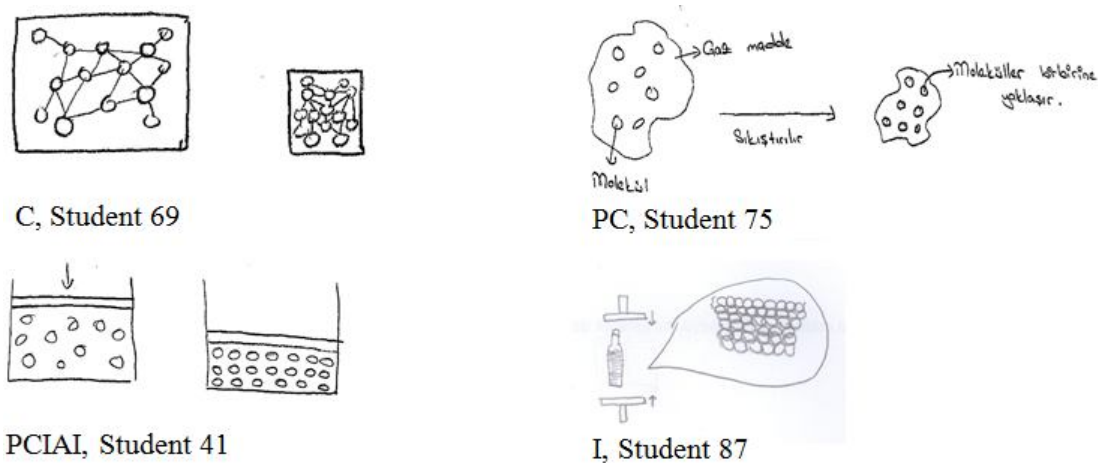 Gaz madde
Moleküller birbirine
yaklaşır.
Sıkıştırılır
Molekül
C, Student 69
PC, Student 75
PCIAI, Student 41
I, Student 87